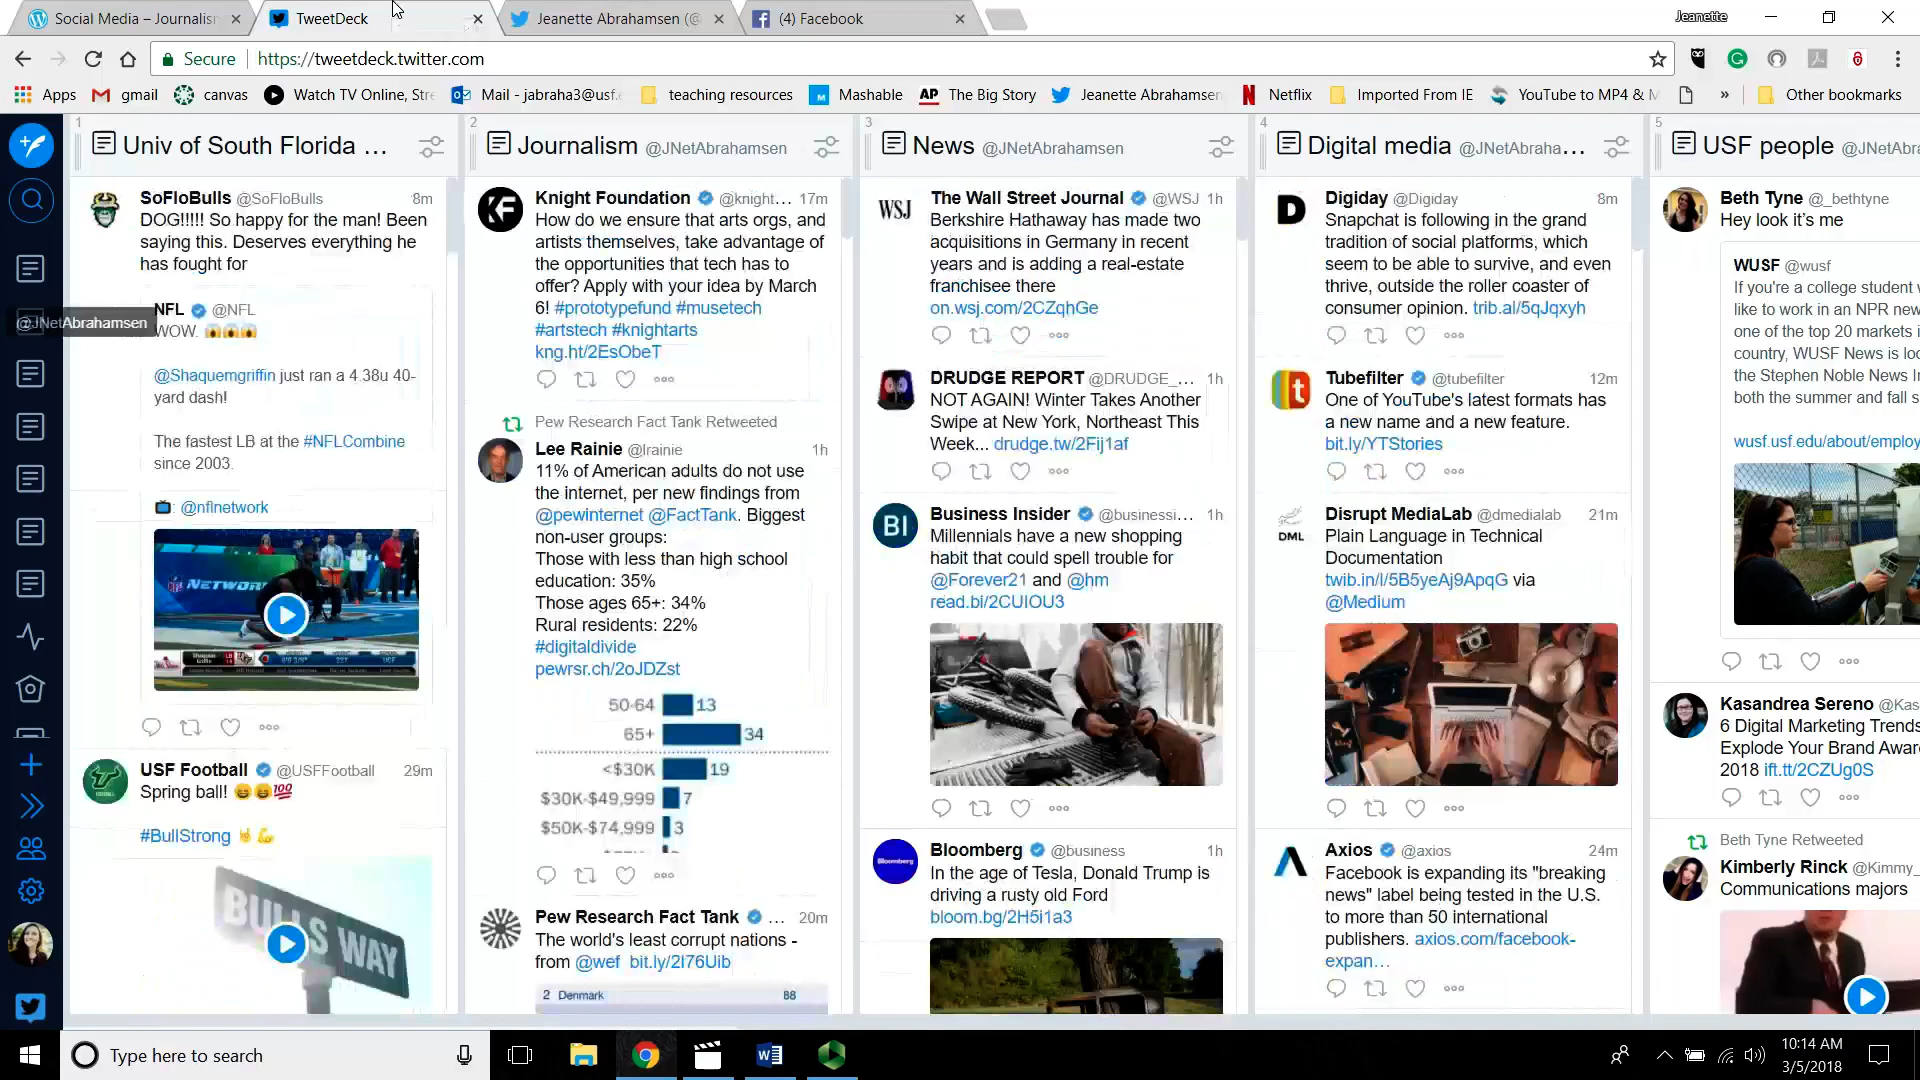 Social Media – Journalism
TweetDeck
Jeanette Abrahamsen (@
(4) Facebook
Jeanette
Secure
https://tweetdeck.twitter.com
Apps
gmail
canvas
Watch TV Online, Stre
Mail - jabraha3@usf.e
teaching resources
Mashable
AP
The Big Story
Jeanette Abrahamsen
Netflix
Imported From IE
YouTube to MP4 & M
»
Other bookmarks
1
Univ of South Florida ...
SoFloBulls @SoFloBulls 8m
DOG!!!!! So happy for the man! Been
saying this. Deserves everything he
has fought for
NFL @NFL
@JNetAbrahamsen
WOW. 😱😱😱
@Shaquemgriffin just ran a 4.38u 40-
yard dash!
The fastest LB at the #NFLCombine
since 2003.
📺: @nflnetwork
NETWORK
USF Football @USFFootball 29m
Spring ball! 😄😄💯
#BullStrong 🤘💪
BULLS WAY
2
Journalism @JNetAbrahamsen
Knight Foundation @knight... 17m
How do we ensure that arts orgs, and
artists themselves, take advantage of
the opportunities that tech has to
offer? Apply with your idea by March
6! #prototypefund #musetech
#artstech #knightarts
kng.ht/2EsObeT
Pew Research Fact Tank Retweeted
Lee Rainie @lrainie 1h
11% of American adults do not use
the internet, per new findings from
@pewinternet @FactTank. Biggest
non-user groups:
Those with less than high school
education: 35%
Those ages 65+: 34%
Rural residents: 22%
#digitaldivide
pewrsr.ch/2oJDZst
50-64 13
65+ 34
<$30K 19
$30K-$49,999 7
$50K-$74,999 3
Pew Research Fact Tank ... 20m
The world's least corrupt nations -
from @wef bit.ly/2I76Uib
2 Denmark 88
3
News @JNetAbrahamsen
WSJ
The Wall Street Journal @WSJ 1h
Berkshire Hathaway has made two
acquisitions in Germany in recent
years and is adding a real-estate
franchisee there
on.wsj.com/2CZqhGe
DRUDGE REPORT @DRUDGE_... 1h
NOT AGAIN! Winter Takes Another
Swipe at New York, Northeast This
Week... drudge.tw/2Fij1af
BI
Business Insider @businessi... 1h
Millennials have a new shopping
habit that could spell trouble for
@Forever21 and @hm
read.bi/2CUIOU3
Bloomberg
Bloomberg @business 1h
In the age of Tesla, Donald Trump is
driving a rusty old Ford
bloom.bg/2H5i1a3
4
Digital media @JNetAbraha...
D
Digiday @Digiday 8m
Snapchat is following in the grand
tradition of social platforms, which
seem to be able to survive, and even
thrive, outside the roller coaster of
consumer opinion. trib.al/5qJqxyh
t
Tubefilter @tubefilter 12m
One of YouTube's latest formats has
a new name and a new feature.
bit.ly/YTStories
DML
Disrupt MediaLab @dmedialab 21m
Plain Language in Technical
Documentation
twib.in/l/5B5yeAj9ApqG via
@Medium
Axios @axios 24m
Facebook is expanding its "breaking
news" label being tested in the U.S.
to more than 50 international
publishers. axios.com/facebook-
expan…
5
USF people @JNetAbr
Beth Tyne @_bethtyne
Hey look it's me
WUSF @wusf
If you're a college student w
like to work in an NPR new
one of the top 20 markets i
country, WUSF News is loo
the Stephen Noble News In
both the summer and fall s
wusf.usf.edu/about/employ
Kasandrea Sereno @Kas
6 Digital Marketing Trends
Explode Your Brand Aware
2018 ift.tt/2CZUg0S
Beth Tyne Retweeted
Kimberly Rinck @Kimmy_
Communications majors
Type here to search
10:14 AM
3/5/2018